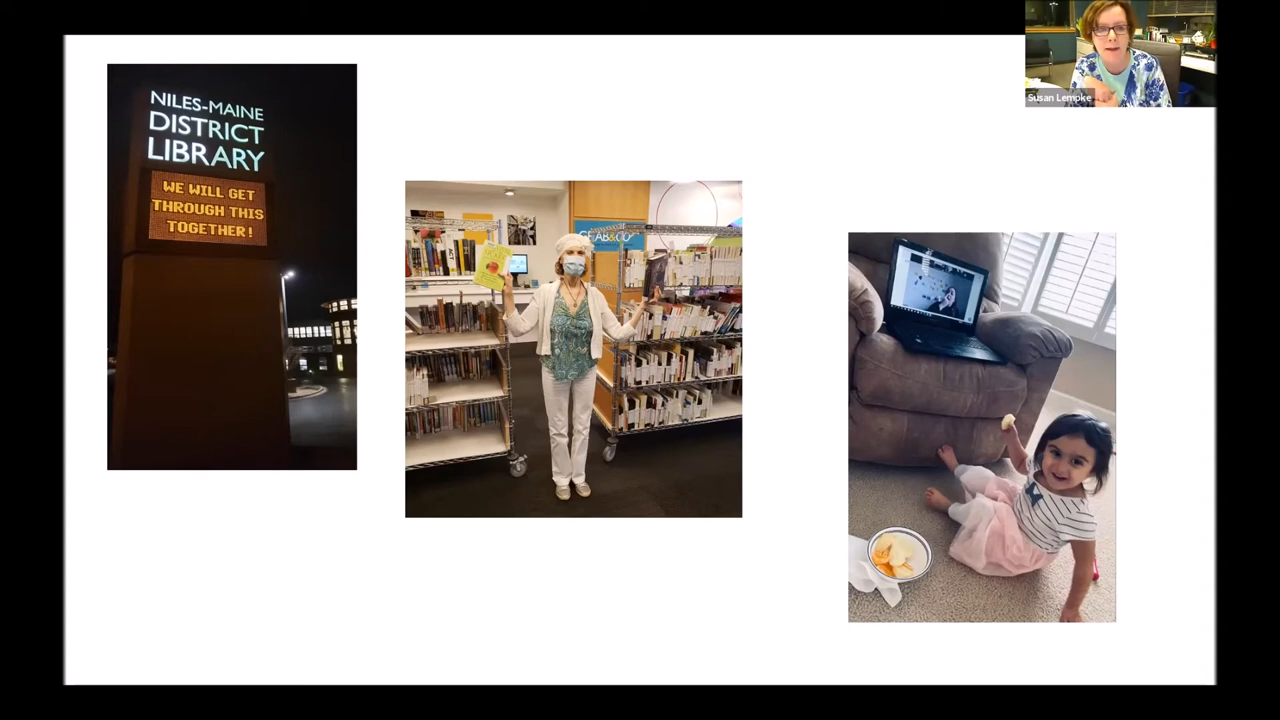 NILES-MAINE
DISTRICT
LIBRARY
WE WILL GET
THROUGH THIS
TOGETHER!
Susan Lempke